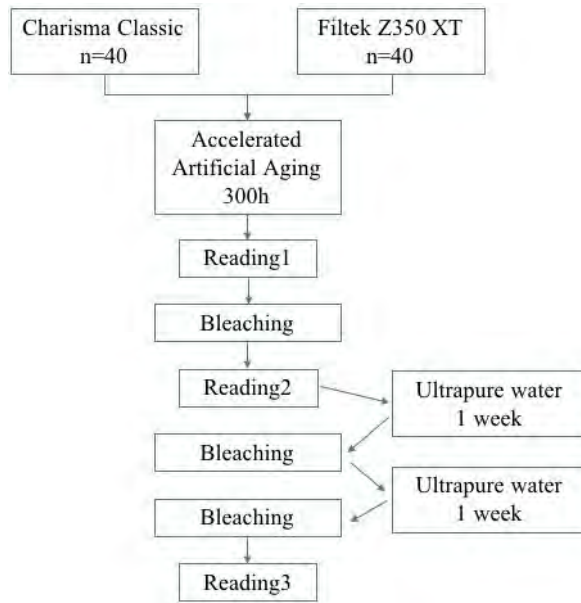 Charisma Classic
n=40
Filtek Z350 XT
n=40
Accelerated
Artificial Aging
300h
Reading1
Bleaching
Reading2
Ultrapure water
1 week
Bleaching
Ultrapure water
1 week
Bleaching
Reading3